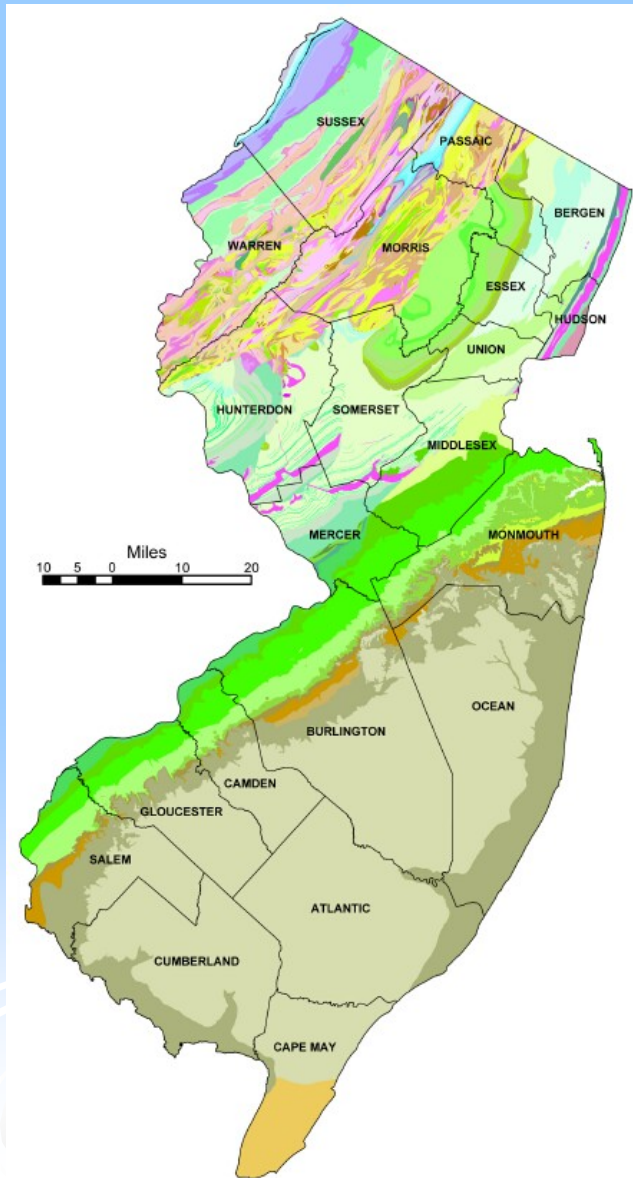 SUSSEX
PASSAIC
BERGEN
WARREN
MORRIS
ESSEX
HUDSON
UNION
HUNTERDON
SOMERSET
MIDDLESEX
MERCER
MONMOUTH
Miles
10 5 0 10 20
OCEAN
BURLINGTON
CAMDEN
GLOUCESTER
SALEM
ATLANTIC
CUMBERLAND
CAPE MAY